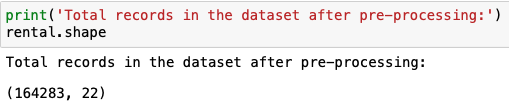 print('Total records in the dataset after pre-processing:')
rental.shape
Total records in the dataset after pre-processing:
(164283, 22)